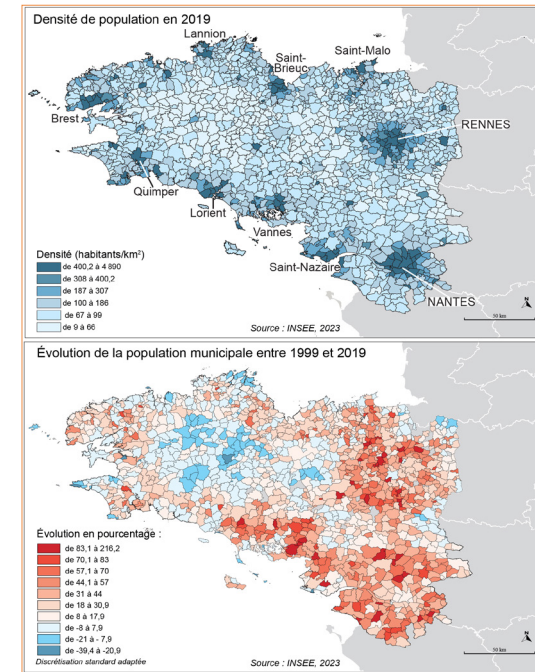 Densité de population en 2019
Lannion
Saint-
Brieuc
Saint-Malo
Brest
RENNES
Quimper
Lorient
Vannes
Saint-Nazaire
NANTES
Densité (habitants/km²)
de 400,2 à 4 890
de 308 à 400,2
de 187 à 307
de 100 à 186
de 67 à 99
de 9 à 66
Source : INSEE, 2023
N
50 km
Évolution de la population municipale entre 1999 et 2019
Évolution en pourcentage :
de 83,1 à 216,2
de 70,1 à 83
de 57,1 à 70
de 44,1 à 57
de 31 à 44
de 18 à 30,9
de 8 à 17,9
de -8 à 7,9
de -21 à - 7,9
de -39,4 à -20,9
Discrétisation standard adaptée
Source : INSEE, 2023
N
50 km